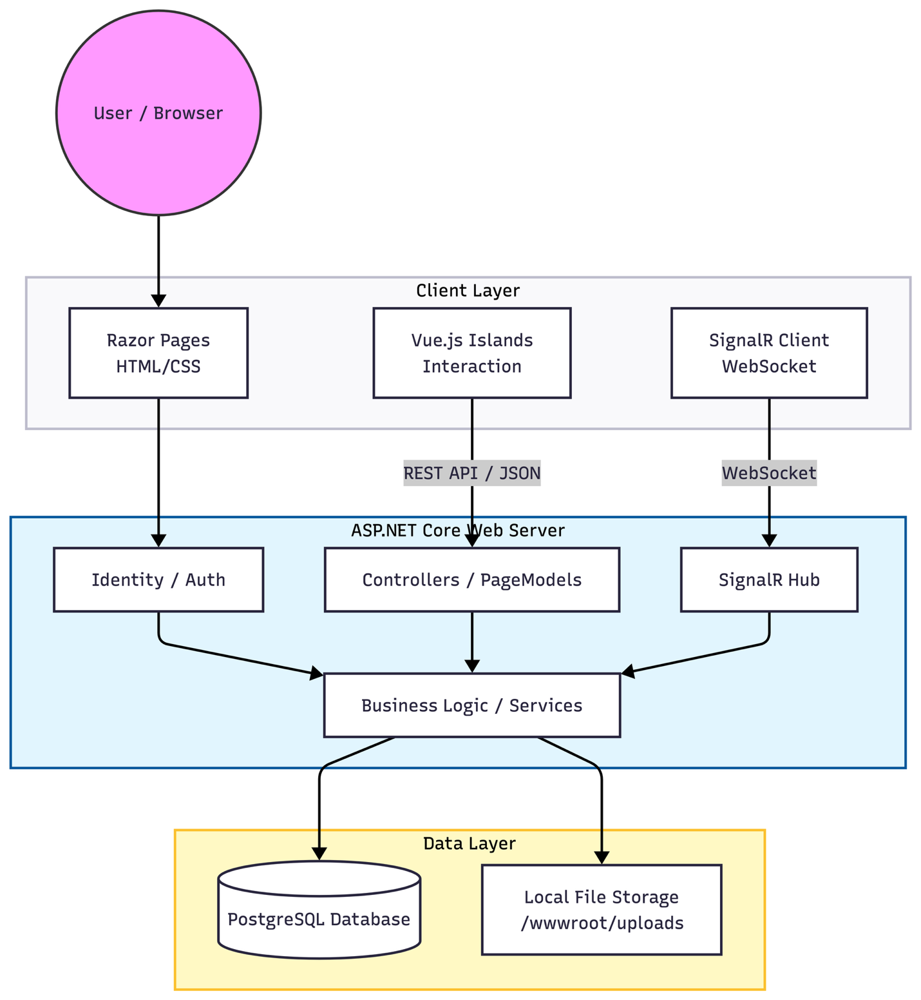 User / Browser
Client Layer
Razor Pages
HTML/CSS
Vue.js Islands
Interaction
SignalR Client
WebSocket
REST API / JSON
WebSocket
ASP.NET Core Web Server
Identity / Auth
Controllers / PageModels
SignalR Hub
Business Logic / Services
Data Layer
PostgreSQL Database
Local File Storage
/wwwroot/uploads